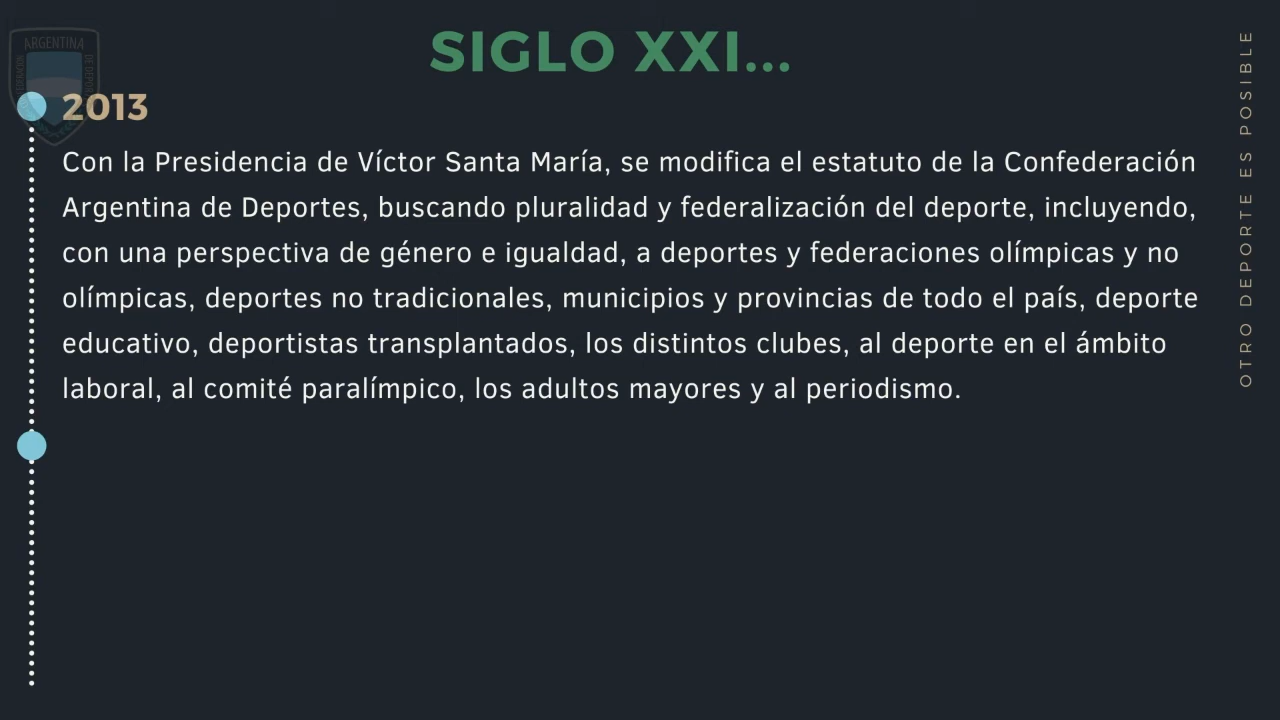 SIGLO XXI...
ARGENTINA
2013
Con la Presidencia de Víctor Santa María, se modifica el estatuto de la Confederación
Argentina de Deportes, buscando pluralidad y federalización del deporte, incluyendo,
con una perspectiva de género e igualdad, a deportes y federaciones olímpicas y no
olímpicas, deportes no tradicionales, municipios y provincias de todo el país, deporte
educativo, deportistas transplantados, los distintos clubes, al deporte en el ámbito
laboral, al comité paralímpico, los adultos mayores y al periodismo.
OTRO DEPORTE ES POSIBLE